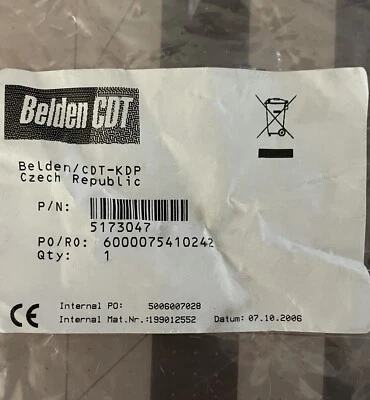 Belden CDT
Belden/CDT-KDP
Czech Republic
P/N:
5173047
PO/RO: 6000075410242
Qty: 1
CE
Internal PO: 5006007028
Internal Mat.Nr.:199012552 Datum: 07.10.2006